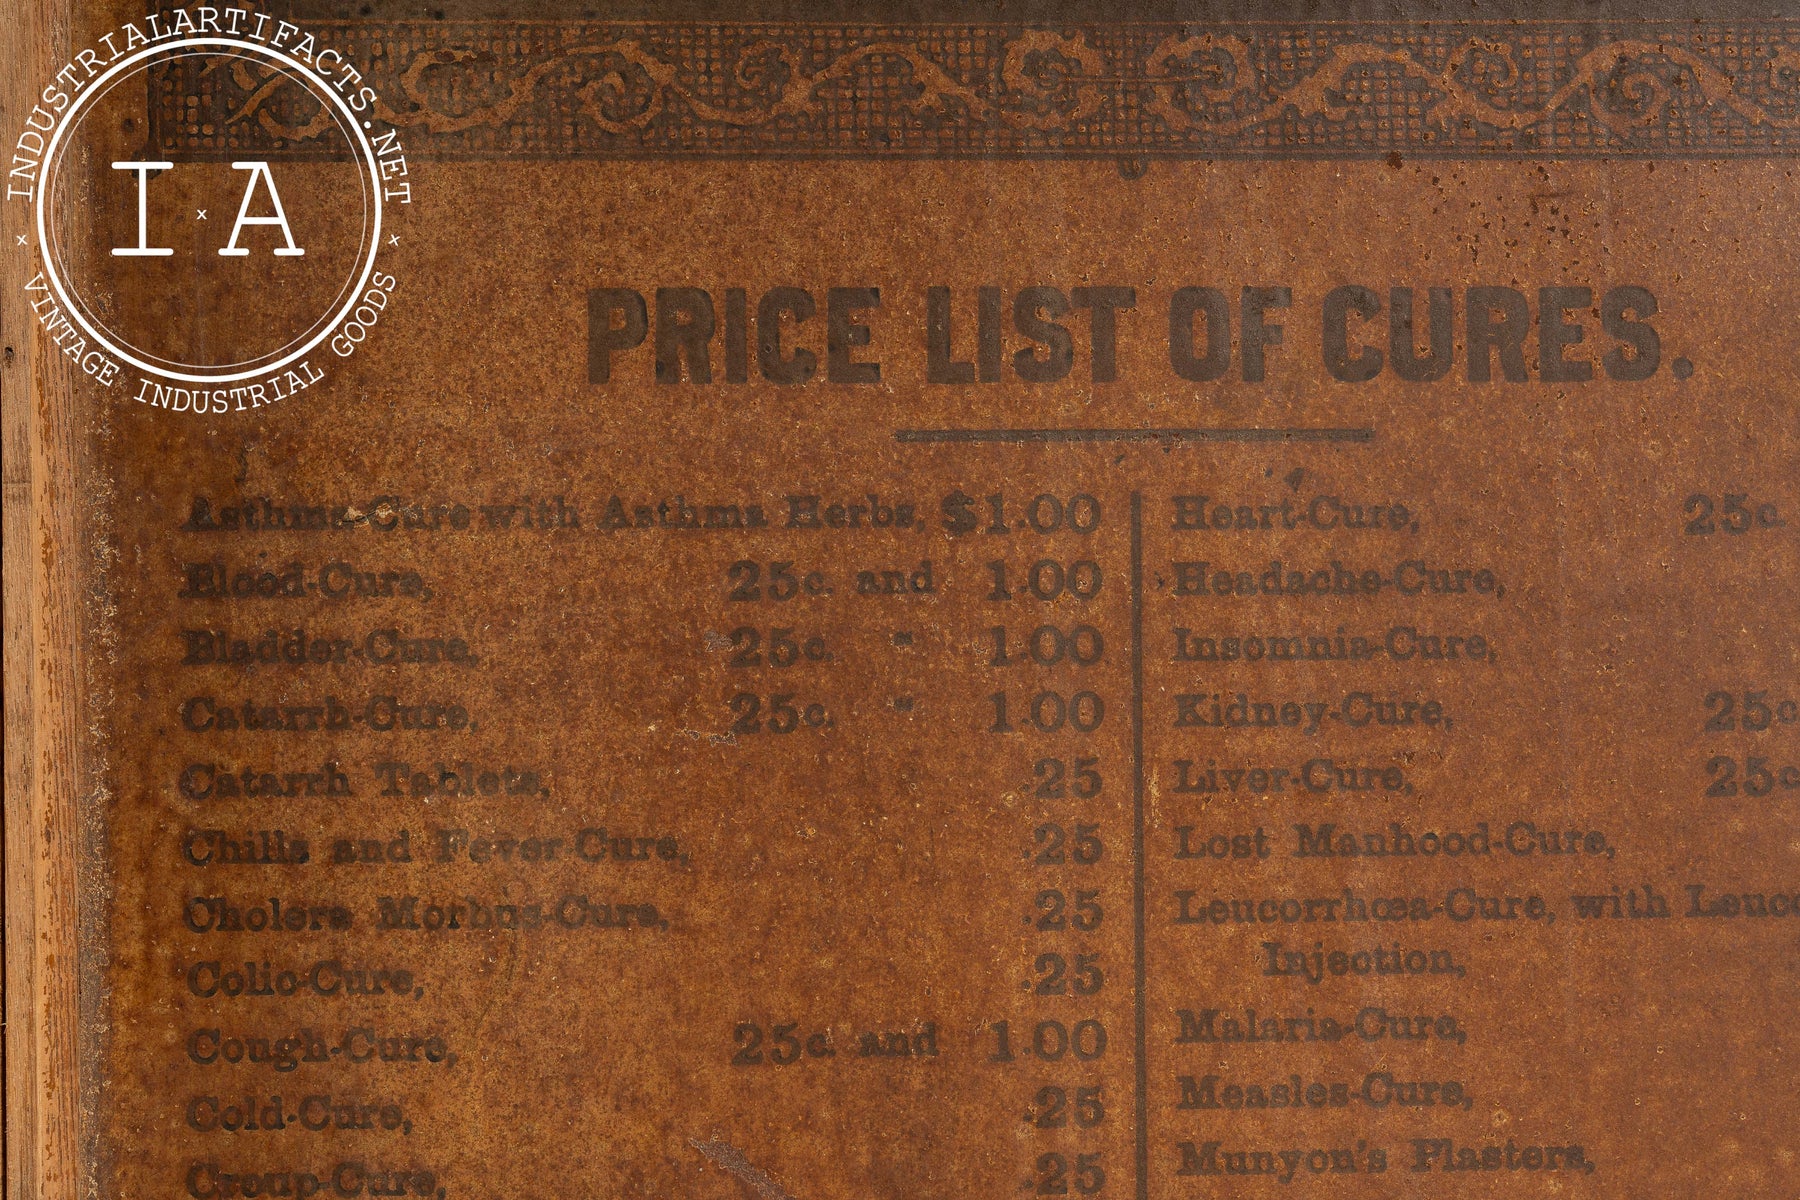 INDUSTRIALARTIFACTS.NET
I x A
x x
VINTAGE INDUSTRIAL GOODS
PRICE LIST OF CURES.
Asthma-Cure with Asthma Herbs, $1.00
Blood-Cure, 25c. and 1.00
Bladder-Cure, 25c. " 1.00
Catarrh-Cure, 25c. " 1.00
Catarrh Tablets, .25
Chills and Fever-Cure, .25
Cholera Morbus-Cure, .25
Colic-Cure, .25
Cough-Cure, 25c. and 1.00
Cold-Cure, .25
Croup-Cure, .25
Heart-Cure, 25c.
Headache-Cure,
Insomnia-Cure,
Kidney-Cure, 25c
Liver-Cure, 25c
Lost Manhood-Cure,
Leucorrhœa-Cure, with Leuco
Injection,
Malaria-Cure,
Measles-Cure,
Munyon's Plasters,